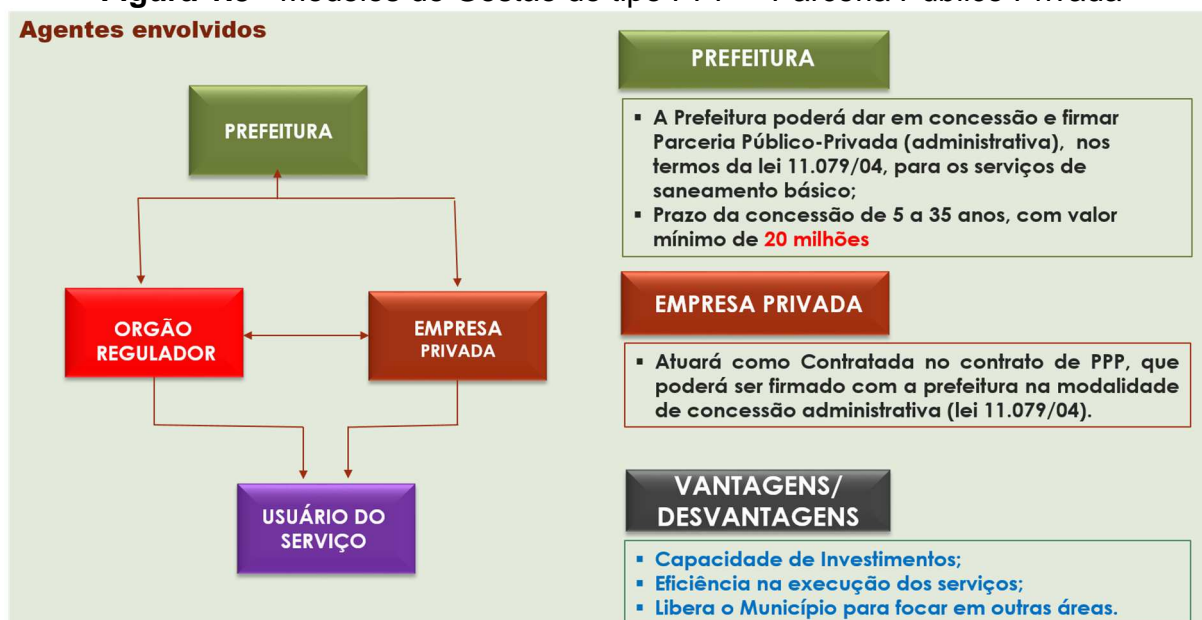 Agentes envolvidos
PREFEITURA
ORGÃO
REGULADOR
EMPRESA
PRIVADA
USUÁRIO DO
SERVIÇO
PREFEITURA
▪ A Prefeitura poderá dar em concessão e firmar
Parceria Público-Privada (administrativa), nos
termos da lei 11.079/04, para os serviços de
saneamento básico;
▪ Prazo da concessão de 5 a 35 anos, com valor
mínimo de 20 milhões
EMPRESA PRIVADA
▪ Atuará como Contratada no contrato de PPP, que
poderá ser firmado com a prefeitura na modalidade
de concessão administrativa (lei 11.079/04).
VANTAGENS/
DESVANTAGENS
▪ Capacidade de Investimentos;
▪ Eficiência na execução dos serviços;
▪ Libera o Município para focar em outras áreas.